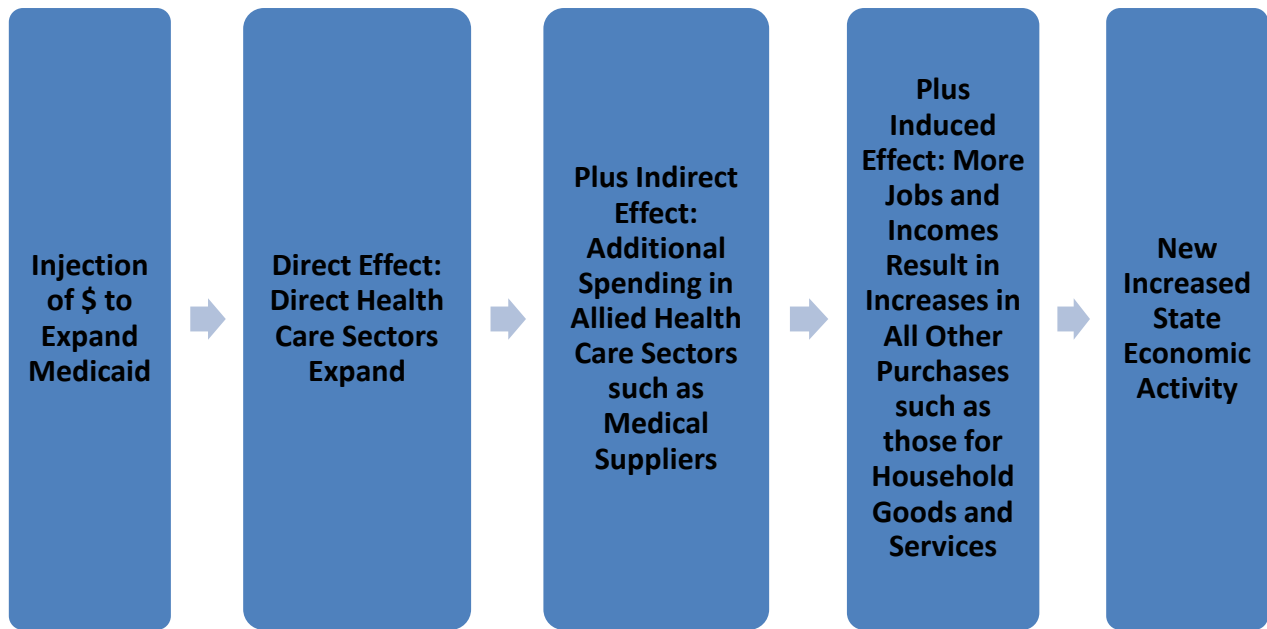 Injection
of $ to
Expand
Medicaid
Direct Effect:
Direct Health
Care Sectors
Expand
Plus Indirect
Effect:
Additional
Spending in
Allied Health
Care Sectors
such as
Medical
Suppliers
Plus
Induced
Effect: More
Jobs and
Incomes
Result in
Increases in
All Other
Purchases
such as
those for
Household
Goods and
Services
New
Increased
State
Economic
Activity